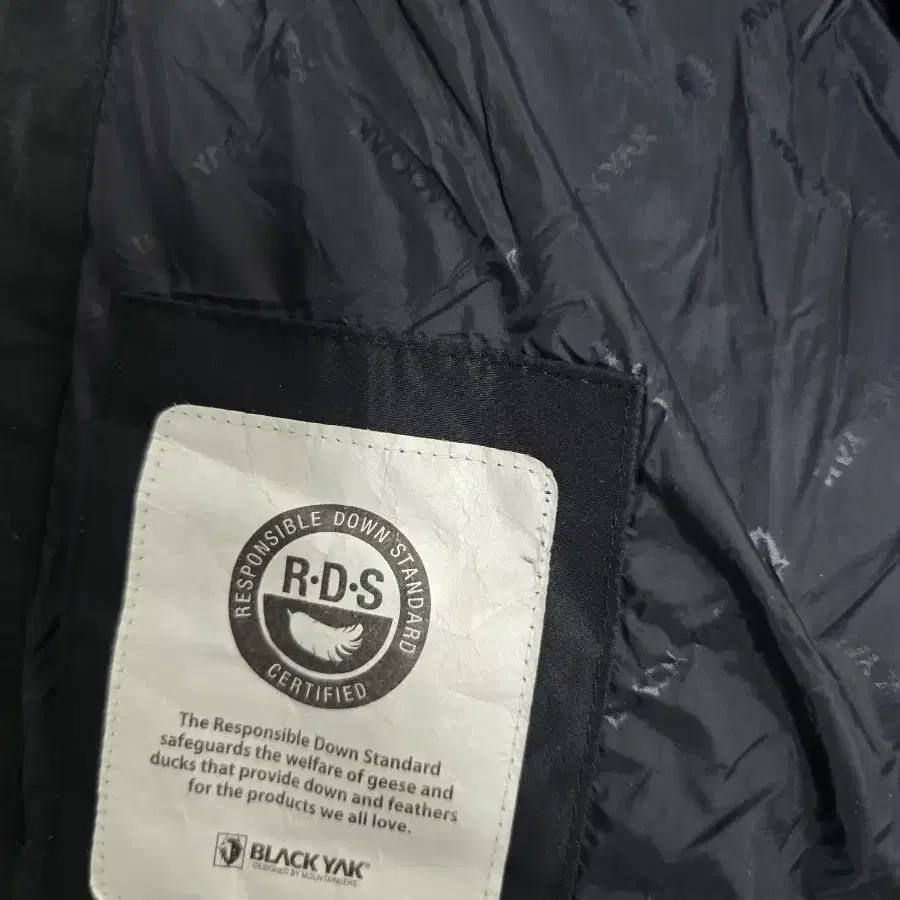 RESPONSIBLE DOWN STANDARD
R·D·S
CERTIFIED
The Responsible Down Standard
safeguards the welfare of geese and
ducks that provide down and feathers
for the products we all love.
BLACKYAK®
DESIGNED BY MOUNTAINEERS